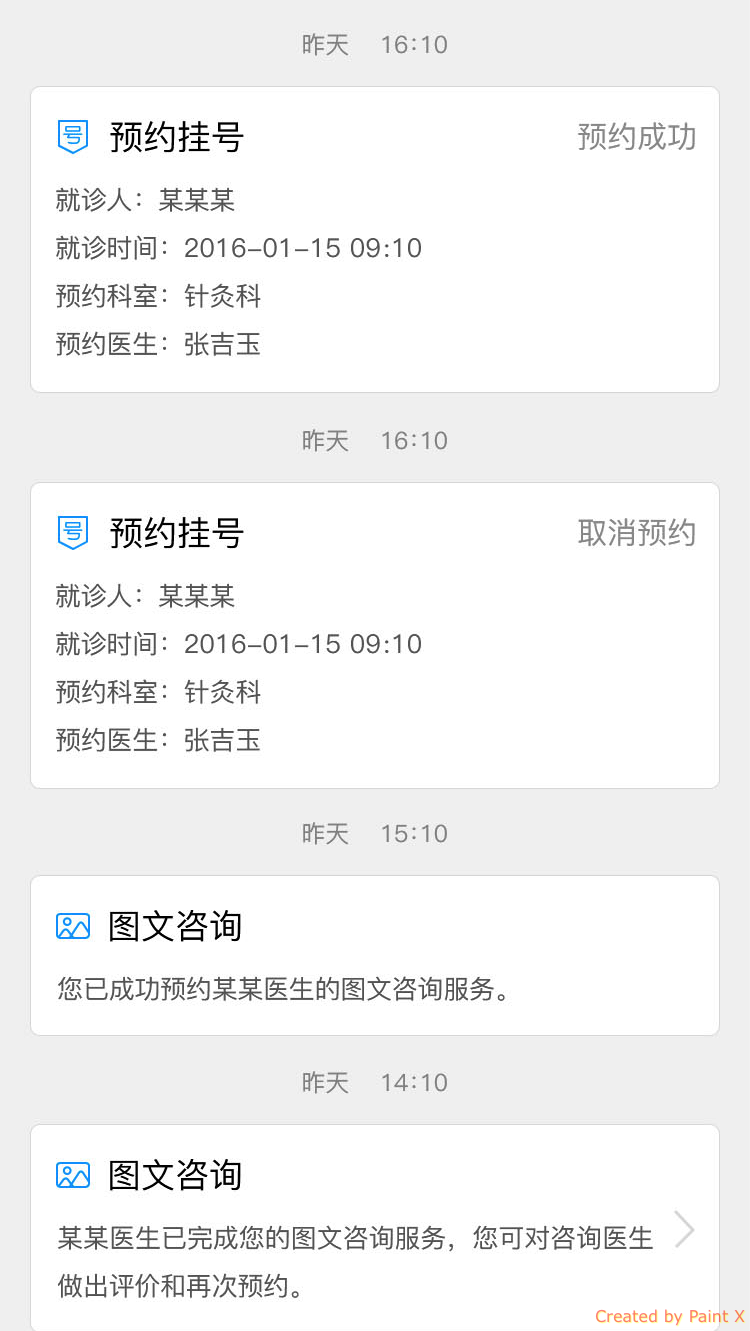 昨天 16:10
号 预约挂号 预约成功
就诊人：某某某
就诊时间：2016-01-15 09:10
预约科室：针灸科
预约医生：张吉玉
昨天 16:10
号 预约挂号 取消预约
就诊人：某某某
就诊时间：2016-01-15 09:10
预约科室：针灸科
预约医生：张吉玉
昨天 15:10
图文咨询
您已成功预约某某医生的图文咨询服务。
昨天 14:10
图文咨询
某某医生已完成您的图文咨询服务，您可对咨询医生
做出评价和再次预约。
Created by Paint X